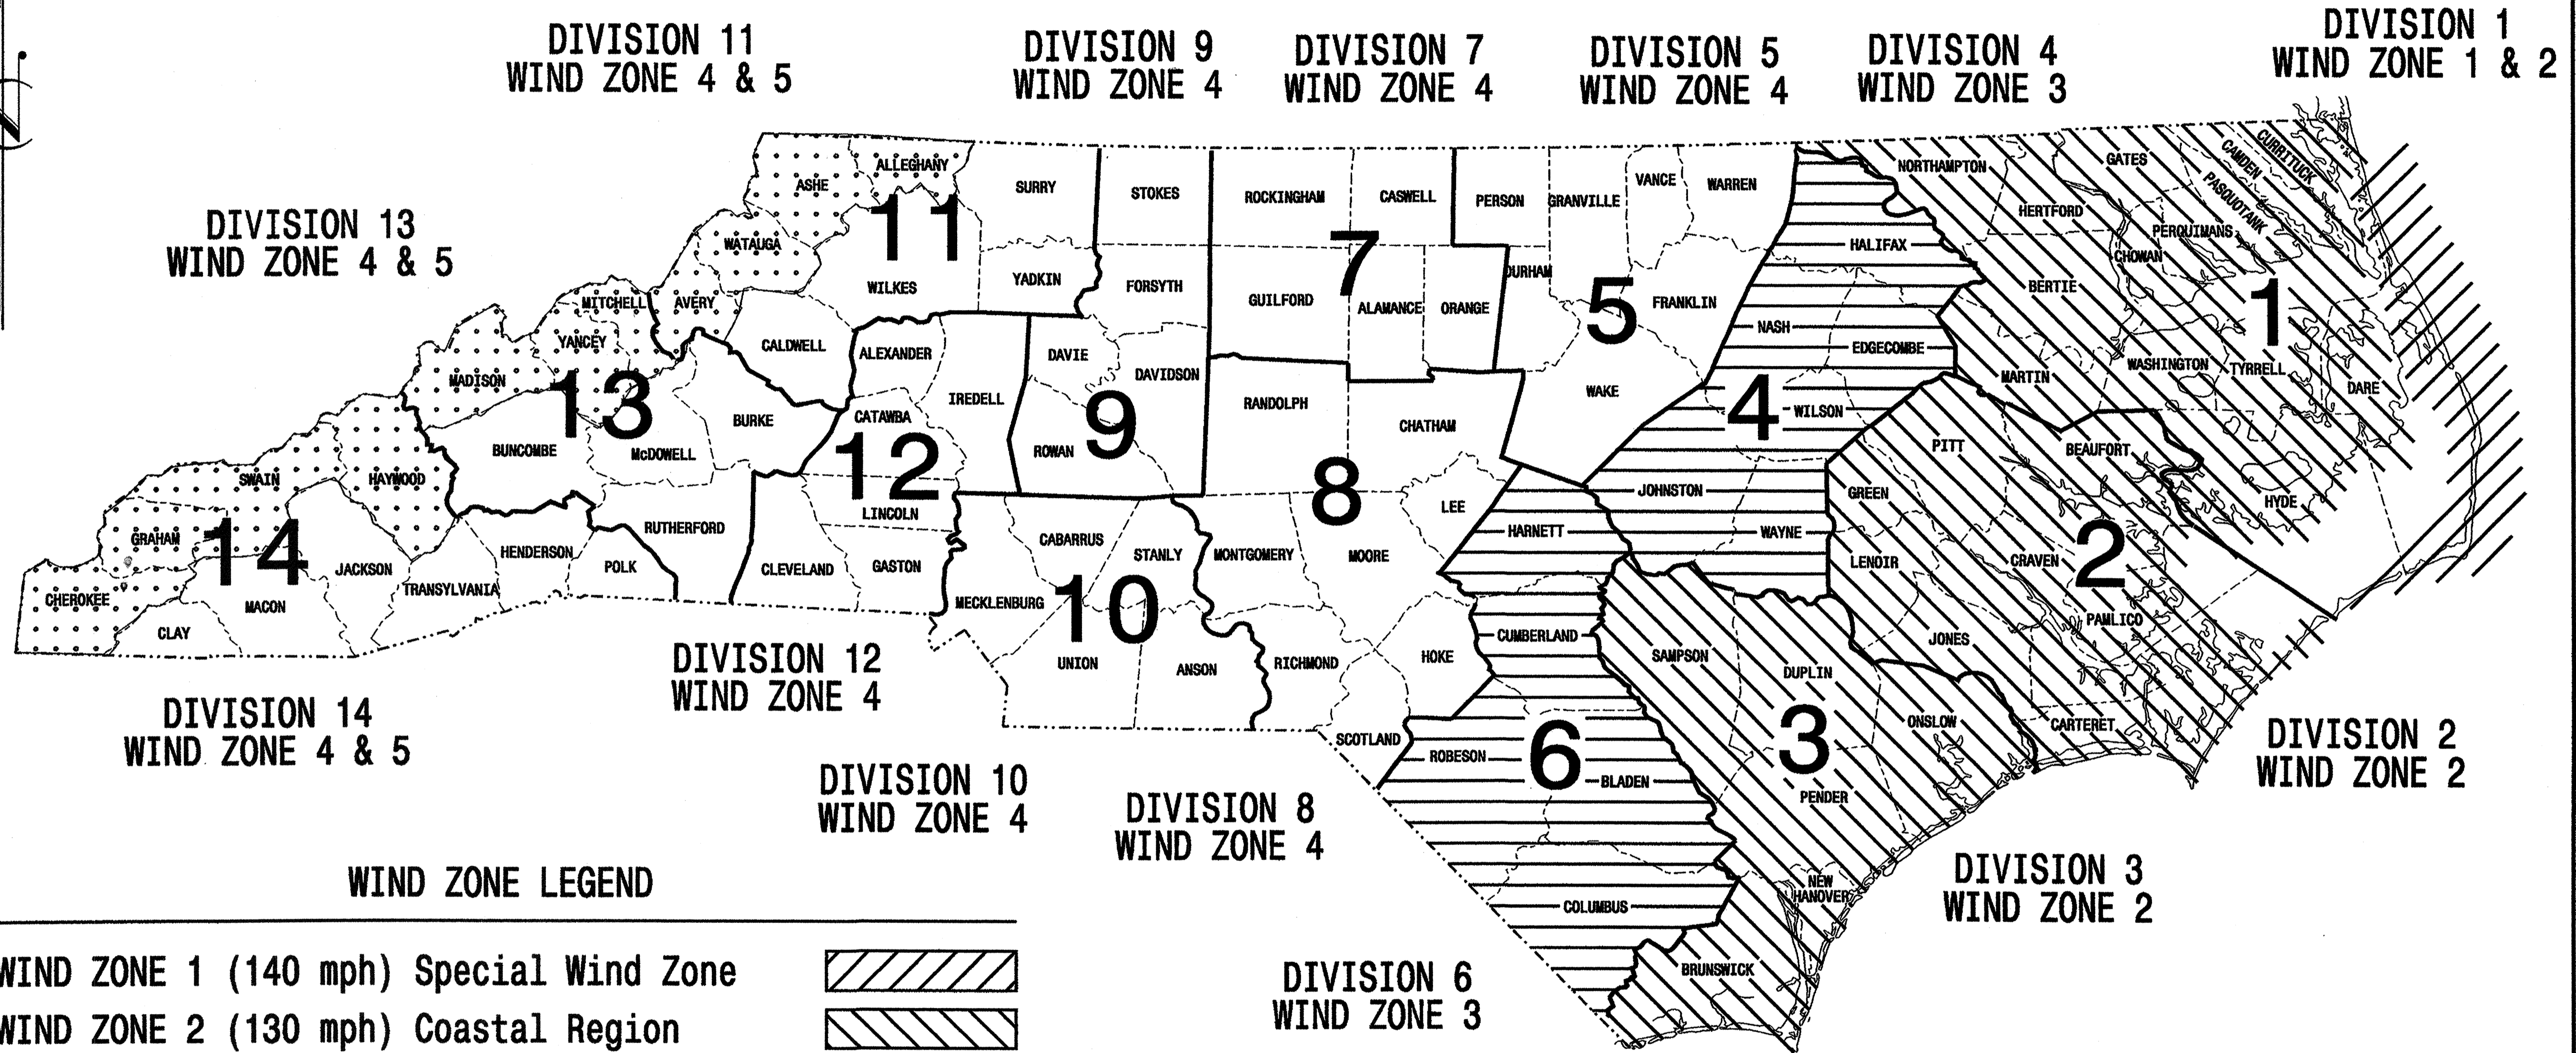 DIVISION 11
WIND ZONE 4 & 5
DIVISION 9
WIND ZONE 4
DIVISION 7
WIND ZONE 4
DIVISION 5
WIND ZONE 4
DIVISION 4
WIND ZONE 3
DIVISION 1
WIND ZONE 1 & 2
DIVISION 13
WIND ZONE 4 & 5
ASHE
ALLEGHANY
11
WATAUGA
WILKES
SURRY
YADKIN
STOKES
FORSYTH
ROCKINGHAM
CASWELL
7
GUILFORD
ALAMANCE
ORANGE
PERSON
GRANVILLE
VANCE
WARREN
DURHAM
5
FRANKLIN
WAKE
HALIFAX
NASH
EDGECOMBE
4
WILSON
JOHNSTON
WAYNE
NORTHAMPTON
GATES
CAMDEN
CURRITUCK
PASQUOTANK
HERTFORD
PERQUIMANS
CHOWAN
BERTIE
1
WASHINGTON
TYRRELL
DARE
MARTIN
HYDE
MITCHELL
AVERY
YANCEY
MADISON
13
BUNCOMBE
McDOWELL
BURKE
CALDWELL
ALEXANDER
IREDELL
CATAWBA
12
LINCOLN
CLEVELAND
GASTON
DAVIE
DAVIDSON
9
ROWAN
RANDOLPH
CHATHAM
8
LEE
MONTGOMERY
MOORE
RICHMOND
HOKE
SCOTLAND
PITT
BEAUFORT
GREEN
LENOIR
CRAVEN
2
PAMLICO
JONES
CARTERET
SWAIN
HAYWOOD
GRAHAM
14
JACKSON
CHEROKEE
MACON
CLAY
TRANSYLVANIA
HENDERSON
POLK
RUTHERFORD
CABARRUS
STANLY
MECKLENBURG
10
UNION
ANSON
HARNETT
CUMBERLAND
6
ROBESON
BLADEN
COLUMBUS
SAMPSON
DUPLIN
3
ONSLOW
PENDER
NEW
HANOVER
BRUNSWICK
DIVISION 12
WIND ZONE 4
DIVISION 14
WIND ZONE 4 & 5
DIVISION 10
WIND ZONE 4
DIVISION 8
WIND ZONE 4
DIVISION 2
WIND ZONE 2
DIVISION 3
WIND ZONE 2
DIVISION 6
WIND ZONE 3
WIND ZONE LEGEND
WIND ZONE 1 (140 mph) Special Wind Zone
WIND ZONE 2 (130 mph) Coastal Region